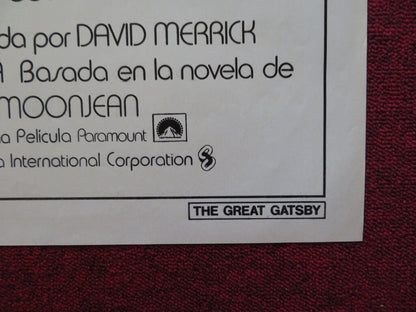 da por DAVID MERRICK
Basada en la novela de
MOONJEAN
Película Paramount
International Corporation
THE GREAT GATSBY